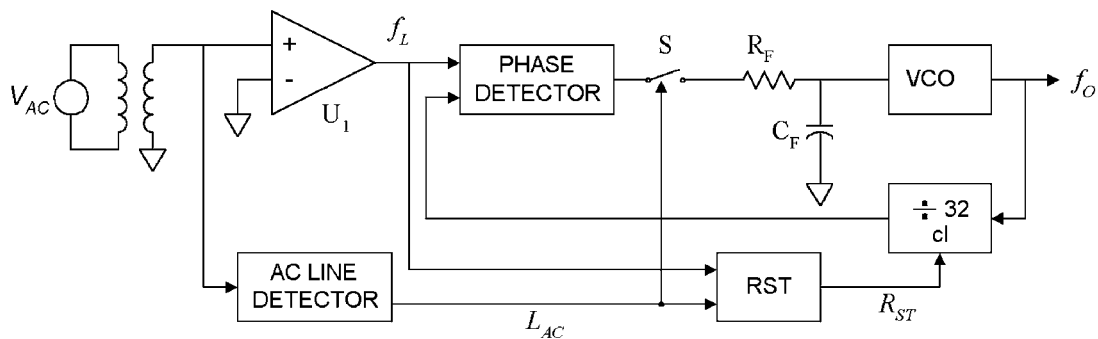 f_L
S
R_F
PHASE
DETECTOR
VCO
f_O
V_AC
+
-
U_1
C_F
÷ 32
cl
AC LINE
DETECTOR
RST
L_AC
R_ST